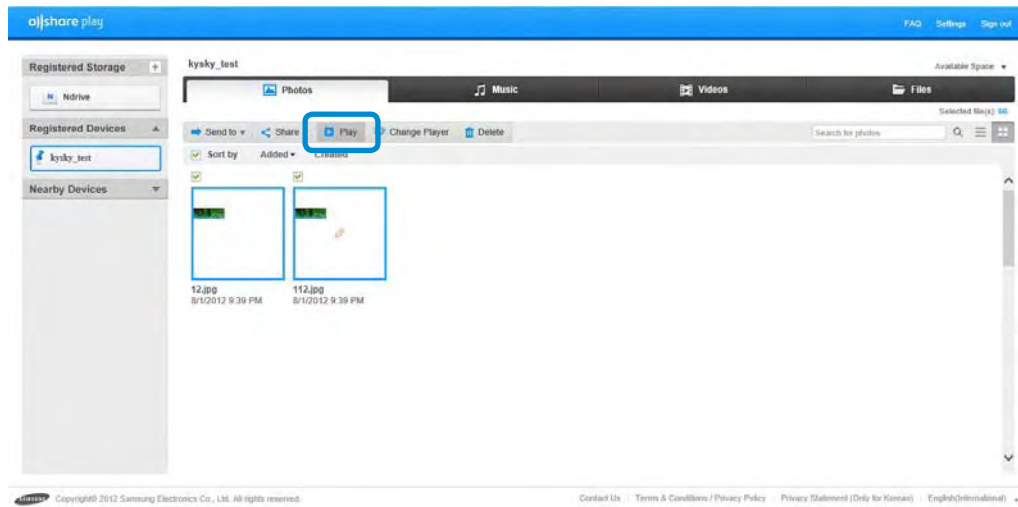 allshare play
FAQ Settings Sign out
Registered Storage +
N Ndrive
Registered Devices
kysky_test
Nearby Devices
kysky_test
Available Space
Photos Music Videos Files
Selected file(s)
Send to Share Play Change Player Delete
Search for photos
Sort by Added Created
12.jpg
8/1/2012 9:39 PM
112.jpg
8/1/2012 9:39 PM
SAMSUNG Copyright© 2012 Samsung Electronics Co., Ltd. All rights reserved.
Contact Us Terms & Conditions / Privacy Policy Privacy Statement (Only for Korean) English(International)